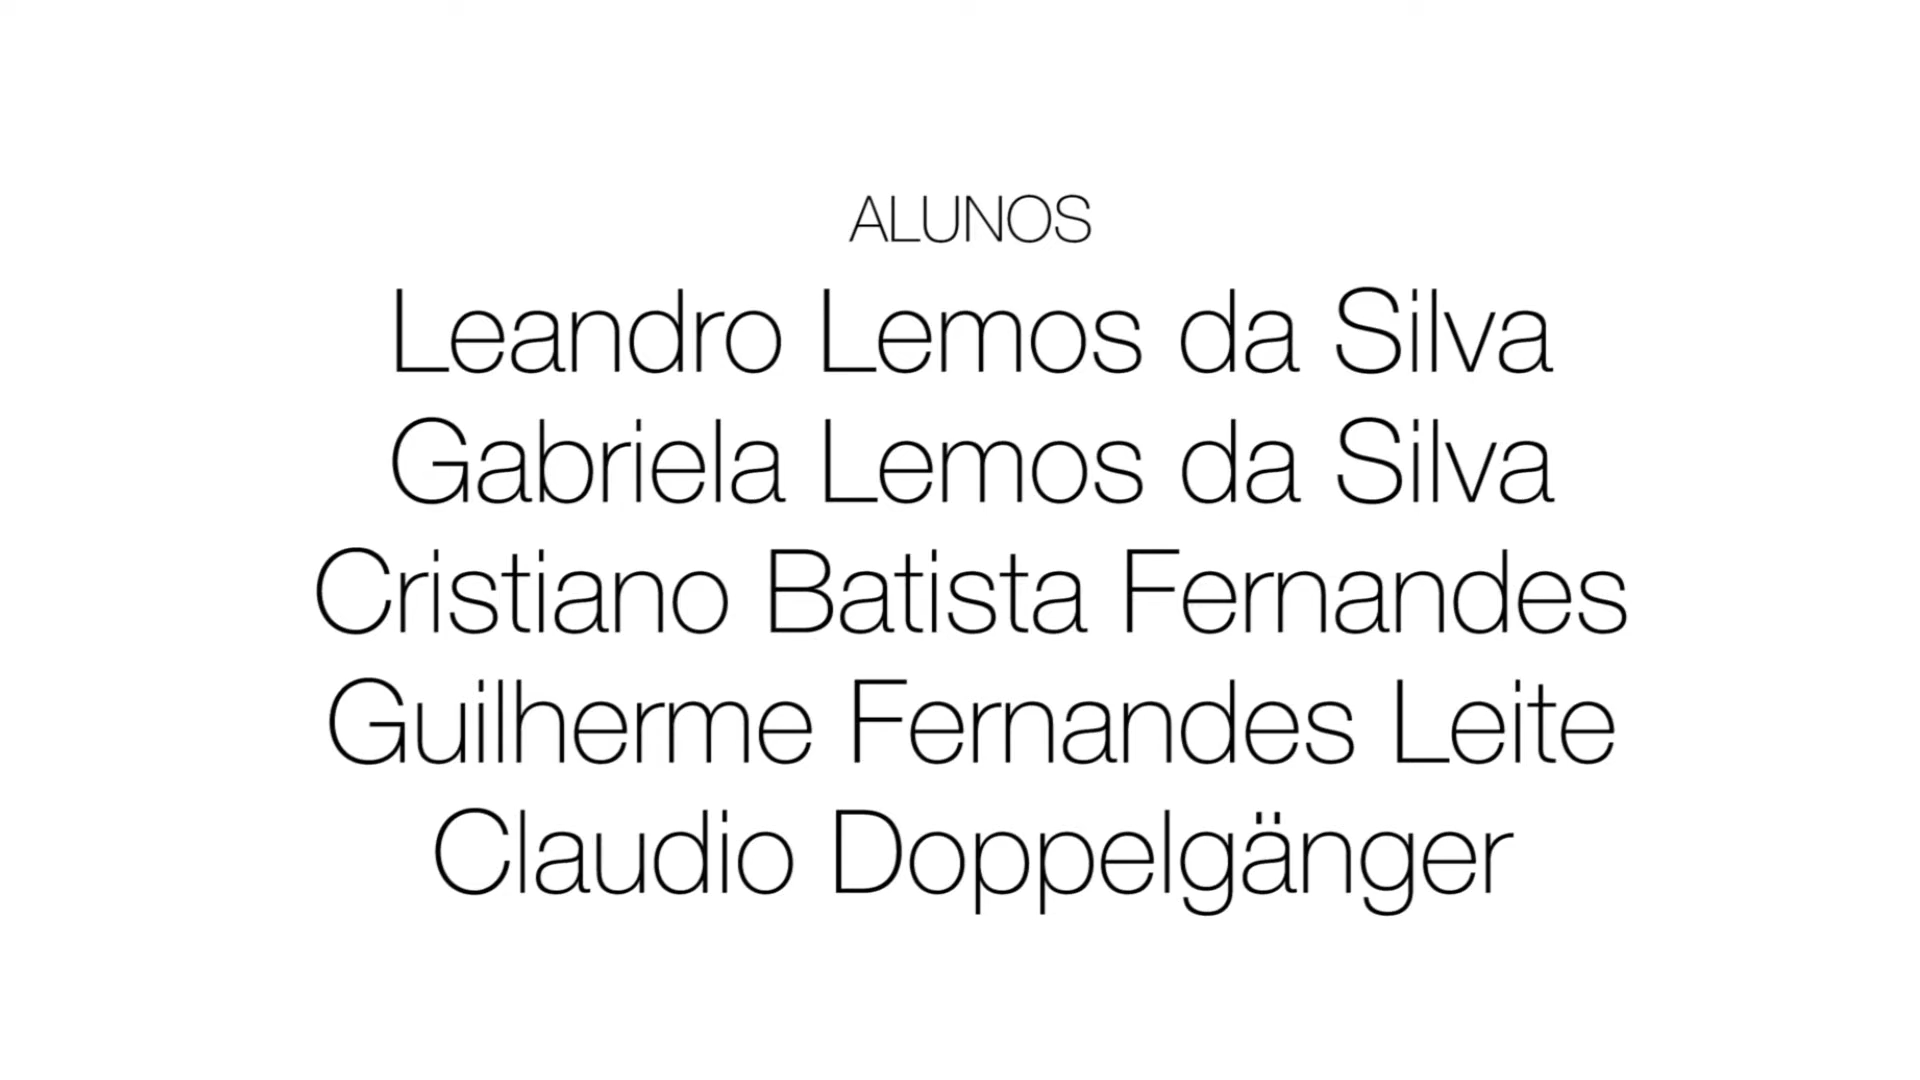 ALUNOS
Leandro Lemos da Silva
Gabriela Lemos da Silva
Cristiano Batista Fernandes
Guilherme Fernandes Leite
Claudio Doppelgänger